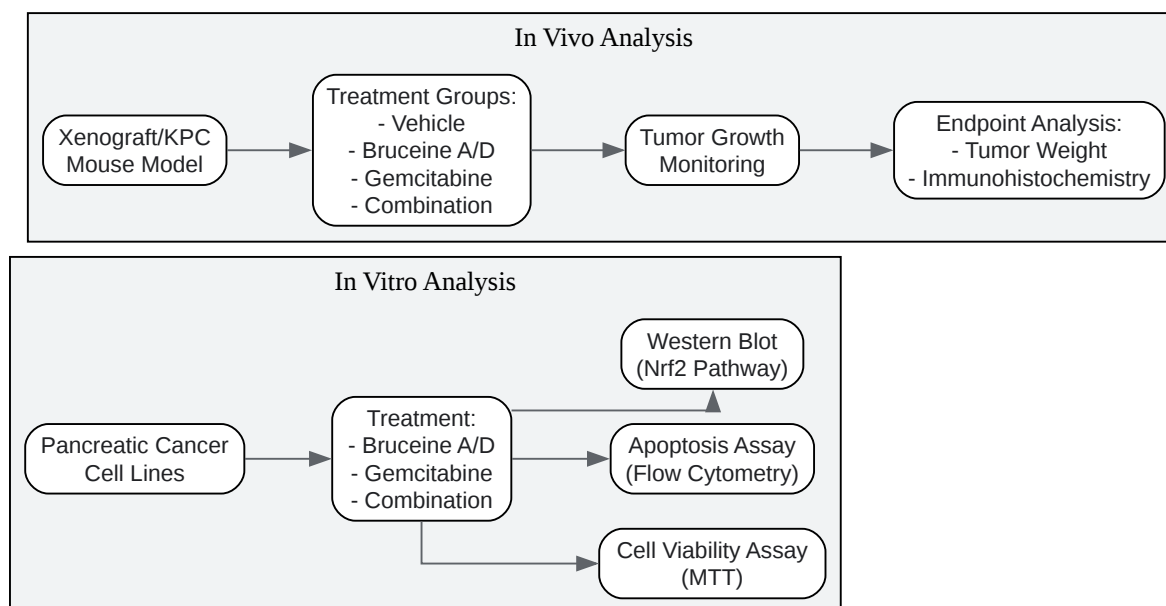 In Vivo Analysis
Xenograft/KPC
Mouse Model
Treatment Groups:
- Vehicle
- Bruceine A/D
- Gemcitabine
- Combination
Tumor Growth
Monitoring
Endpoint Analysis:
- Tumor Weight
- Immunohistochemistry
In Vitro Analysis
Pancreatic Cancer
Cell Lines
Treatment:
- Bruceine A/D
- Gemcitabine
- Combination
Western Blot
(Nrf2 Pathway)
Apoptosis Assay
(Flow Cytometry)
Cell Viability Assay
(MTT)